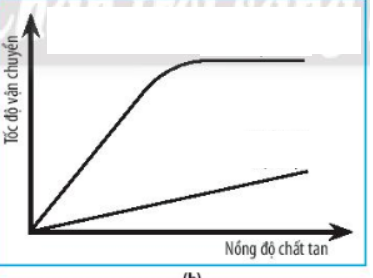 Tốc độ vận chuyển
Nồng độ chất tan
(b)